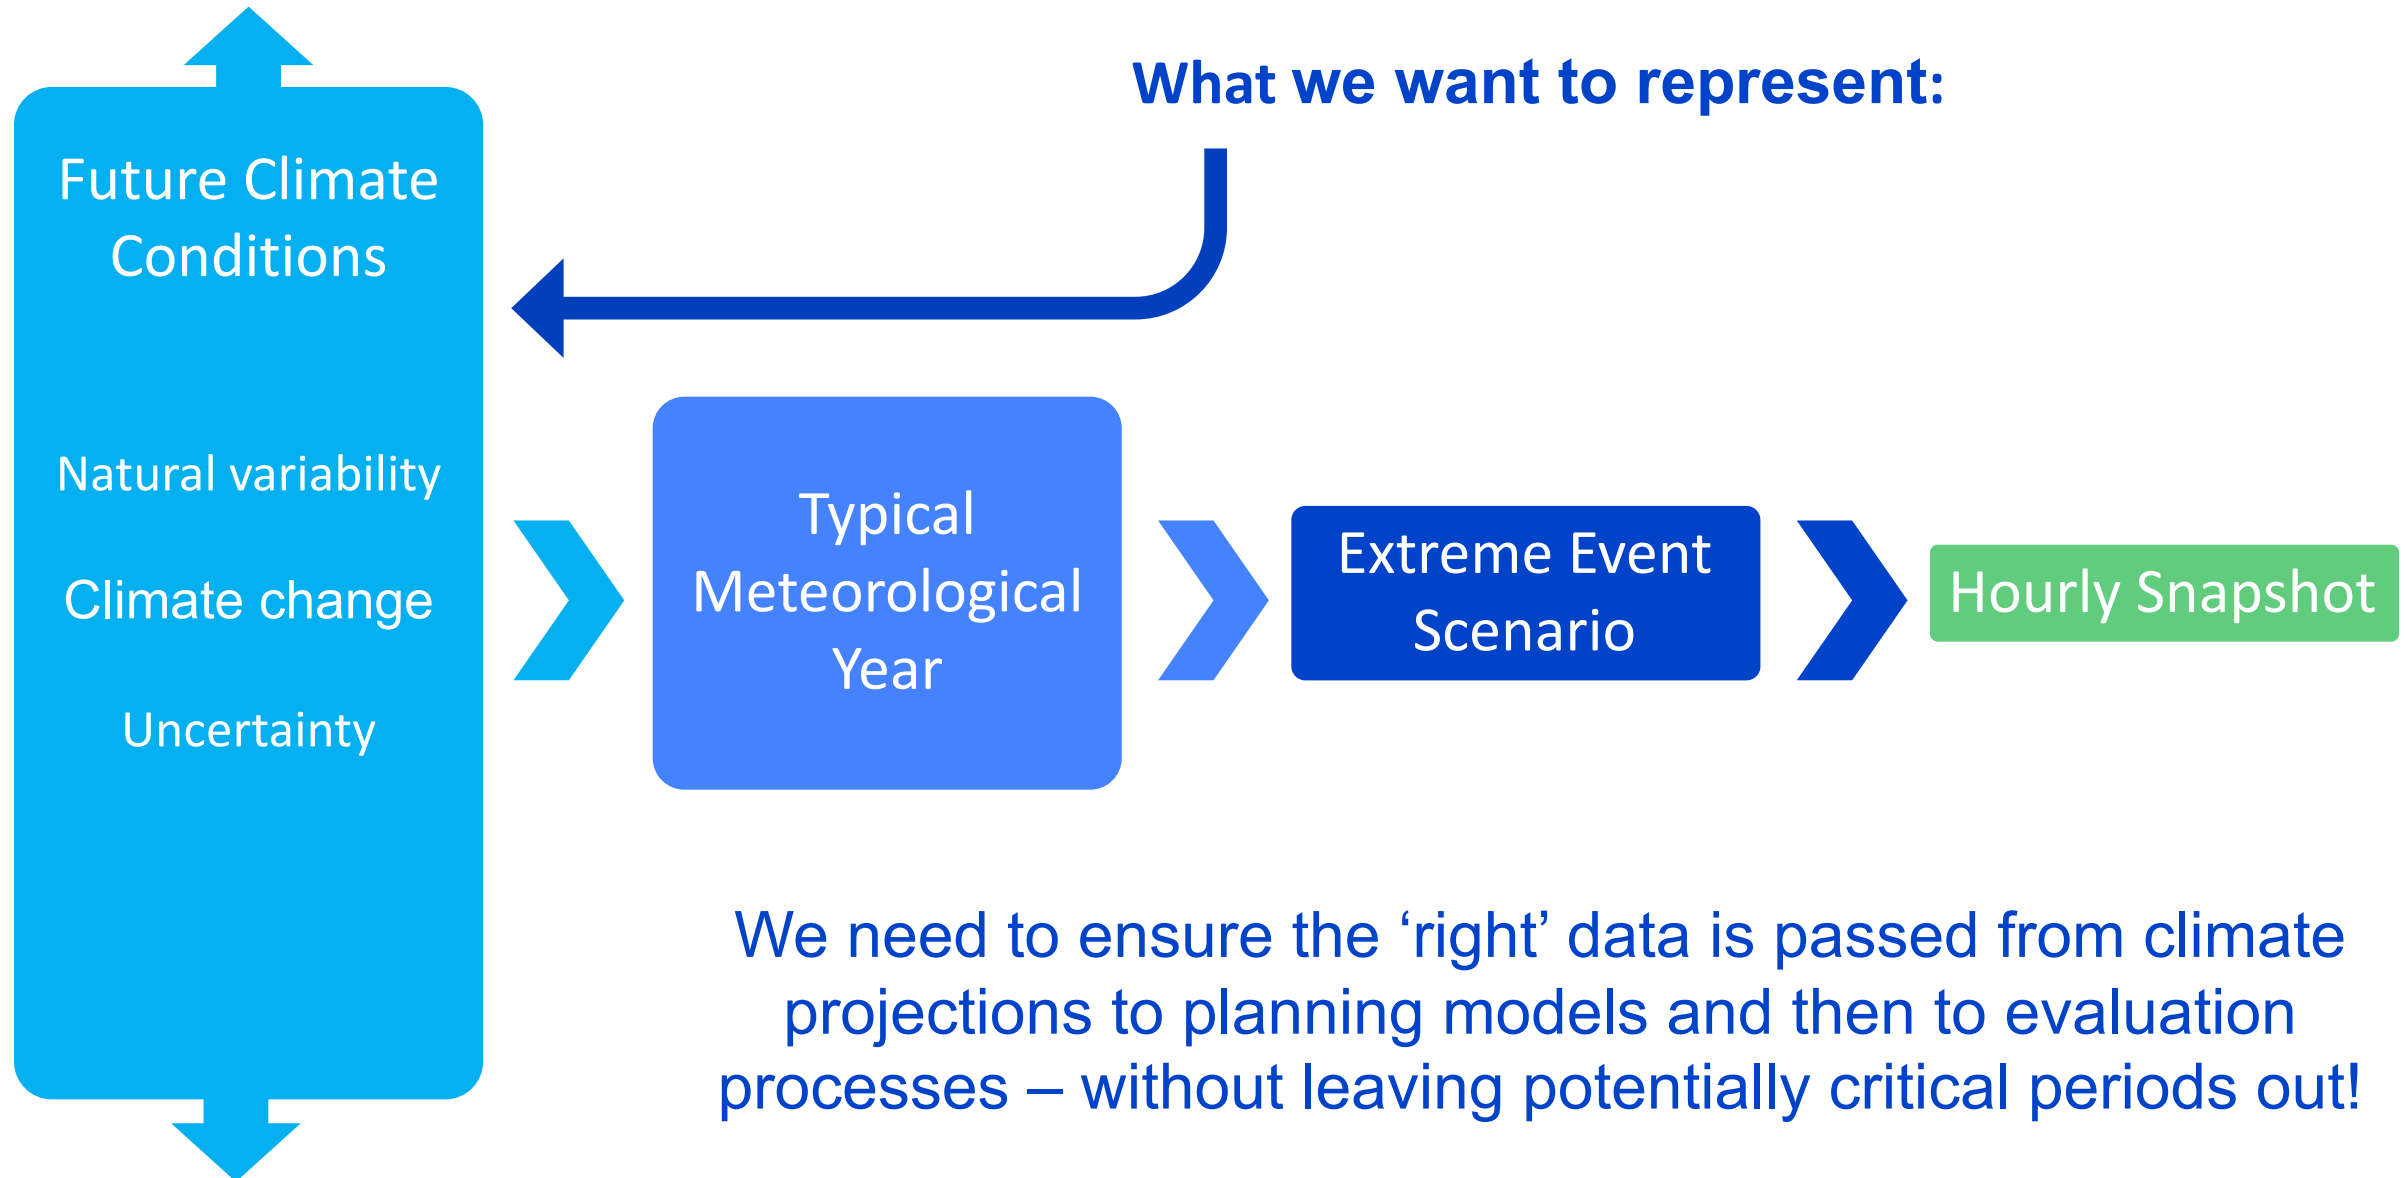 What we want to represent:
Future Climate
Conditions
Natural variability
Climate change
Uncertainty
Typical
Meteorological
Year
Extreme Event
Scenario
Hourly Snapshot
We need to ensure the ‘right’ data is passed from climate
projections to planning models and then to evaluation
processes – without leaving potentially critical periods out!